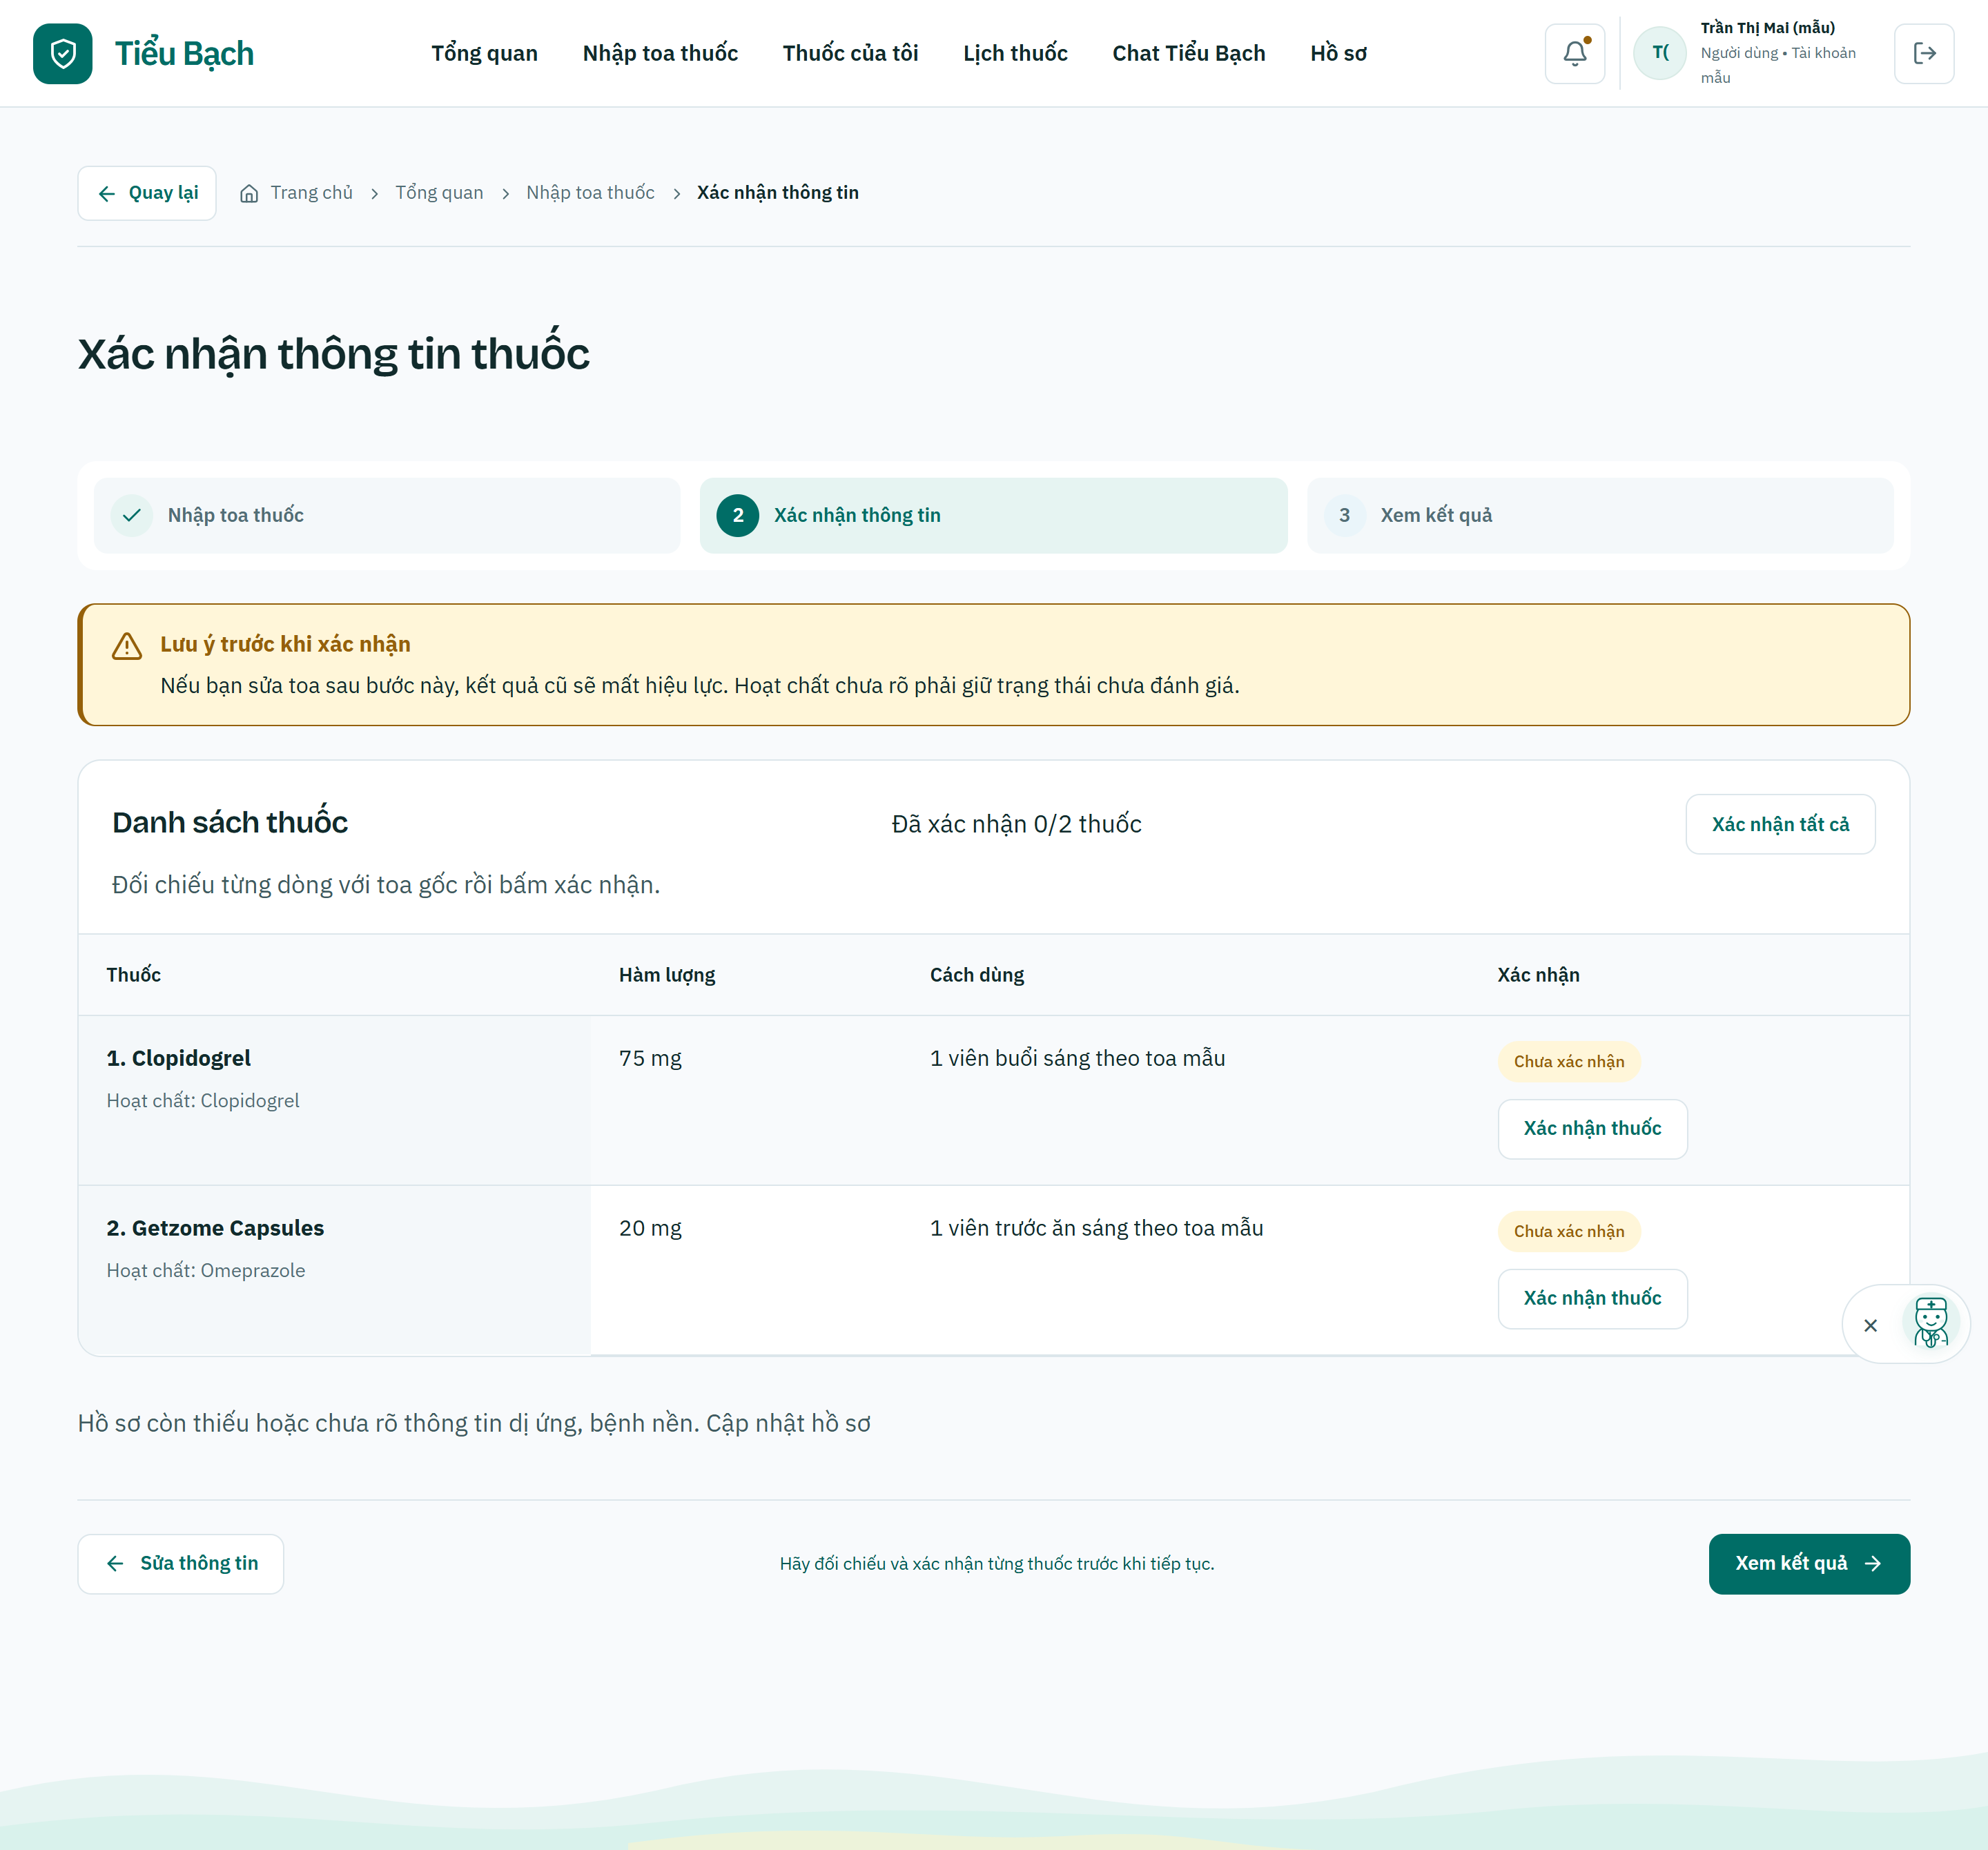 Tiểu Bạch
Tổng quan
Nhập toa thuốc
Thuốc của tôi
Lịch thuốc
Chat Tiểu Bạch
Hồ sơ
T(
Trần Thị Mai (mẫu)
Người dùng • Tài khoản
mẫu
Quay lại
Trang chủ
Tổng quan
Nhập toa thuốc
Xác nhận thông tin
Xác nhận thông tin thuốc
Nhập toa thuốc
2
Xác nhận thông tin
3
Xem kết quả
Lưu ý trước khi xác nhận
Nếu bạn sửa toa sau bước này, kết quả cũ sẽ mất hiệu lực. Hoạt chất chưa rõ phải giữ trạng thái chưa đánh giá.
Danh sách thuốc
Đã xác nhận 0/2 thuốc
Xác nhận tất cả
Đối chiếu từng dòng với toa gốc rồi bấm xác nhận.
Thuốc
Hàm lượng
Cách dùng
Xác nhận
1. Clopidogrel
75 mg
1 viên buổi sáng theo toa mẫu
Chưa xác nhận
Hoạt chất: Clopidogrel
Xác nhận thuốc
2. Getzome Capsules
20 mg
1 viên trước ăn sáng theo toa mẫu
Chưa xác nhận
Hoạt chất: Omeprazole
Xác nhận thuốc
Hồ sơ còn thiếu hoặc chưa rõ thông tin dị ứng, bệnh nền. Cập nhật hồ sơ
Sửa thông tin
Hãy đối chiếu và xác nhận từng thuốc trước khi tiếp tục.
Xem kết quả